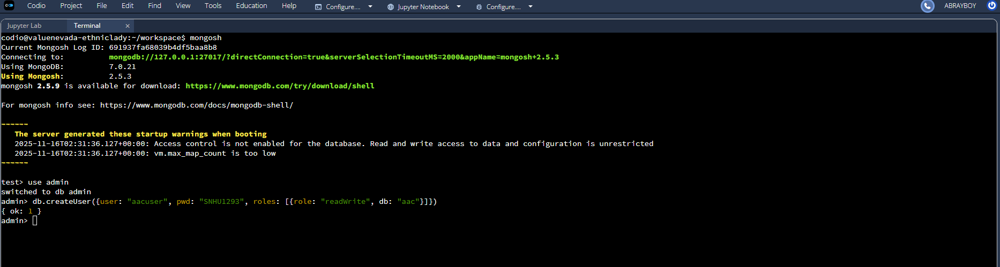 Codio Project File Edit Find View Tools Education Help Configure.... Jupyter Notebook Configure.... ABRAYBOY
Jupyter Lab Terminal ×
codio@valuenevada-ethniclady:~/workspace$ mongosh
Current Mongosh Log ID: 691937fa68039b4df5baa8b8
Connecting to: mongodb://127.0.0.1:27017/?directConnection=true&serverSelectionTimeoutMS=2000&appName=mongosh+2.5.3
Using MongoDB: 7.0.21
Using Mongosh: 2.5.3
mongosh 2.5.9 is available for download: https://www.mongodb.com/try/download/shell
For mongosh info see: https://www.mongodb.com/docs/mongodb-shell/
------
The server generated these startup warnings when booting
2025-11-16T02:31:36.127+00:00: Access control is not enabled for the database. Read and write access to data and configuration is unrestricted
2025-11-16T02:31:36.127+00:00: vm.max_map_count is too low
------
test> use admin
switched to db admin
admin> db.createUser({user: "aacuser", pwd: "SNHU1293", roles: [{role: "readWrite", db: "aac"}]})
{ ok: 1 }
admin>